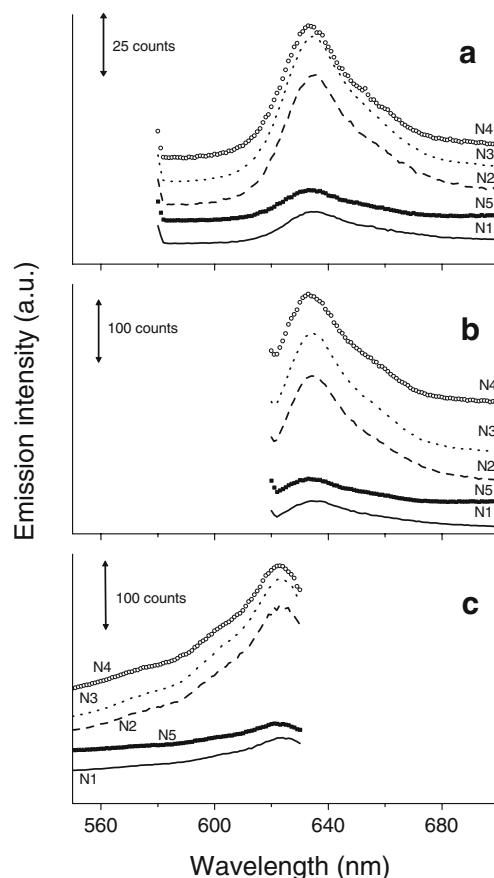 25 counts
a
N4
N3
N2
N5
N1
Emission intensity (a.u.)
100 counts
b
N4
N3
N2
N5
N1
100 counts
c
N4
N3
N2
N5
N1
560 600 640 680
Wavelength (nm)